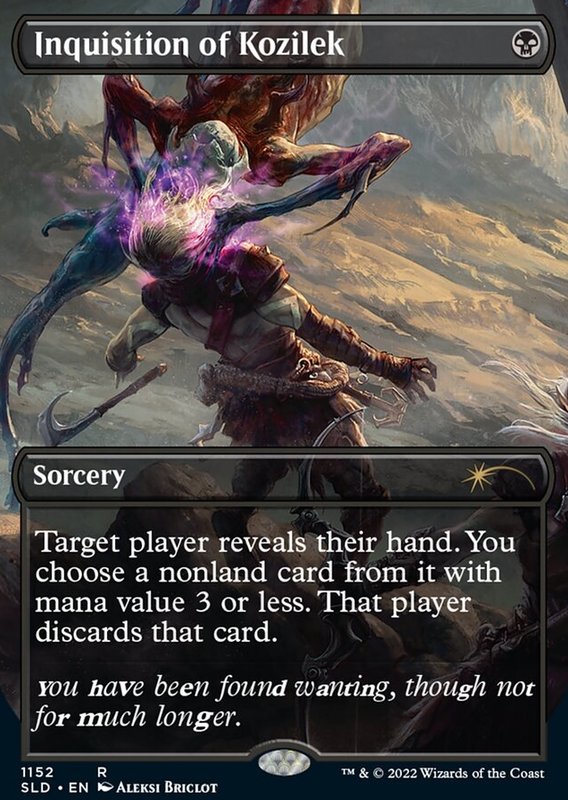 Inquisition of Kozilek
Sorcery
Target player reveals their hand. You
choose a nonland card from it with
mana value 3 or less. That player
discards that card.
You have been found wanting, though not
for much longer.
1152 R
SLD • EN Aleksi Briclot
™ & © 2022 Wizards of the Coast